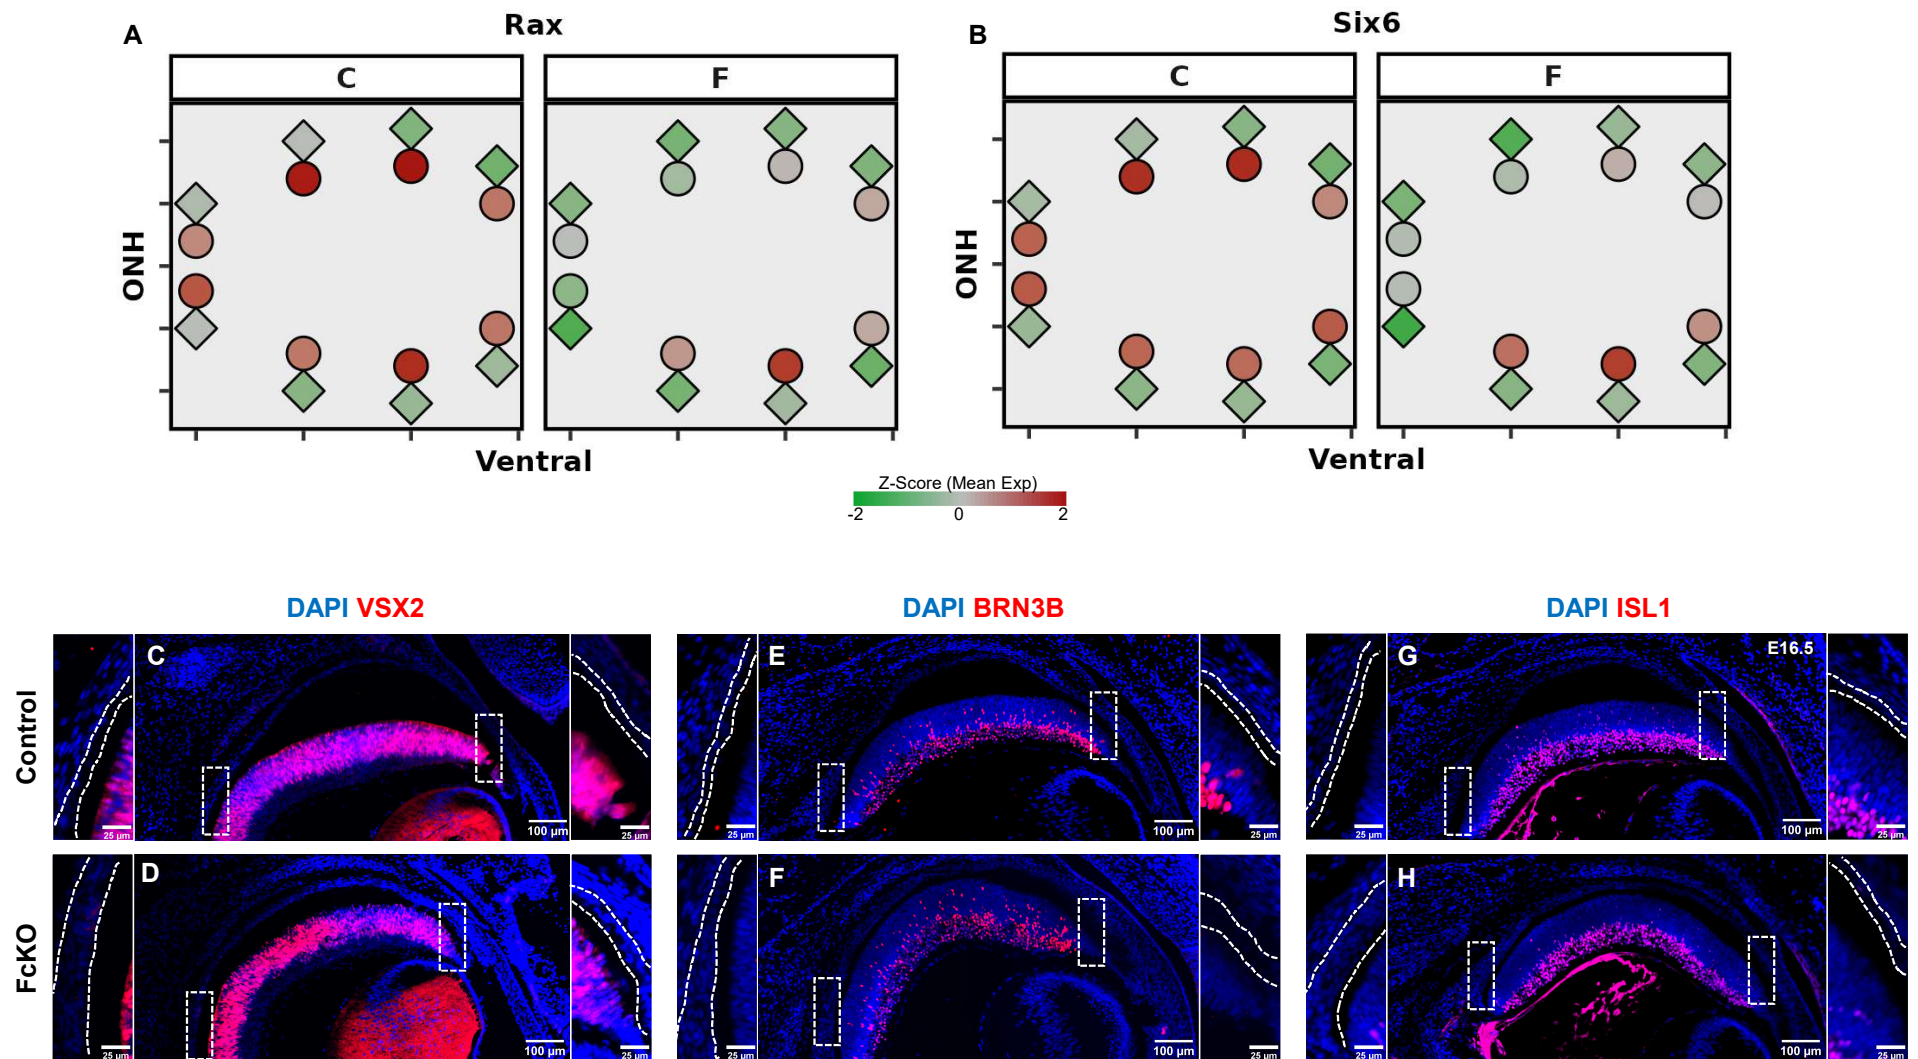 A
Rax
B
Six6
C
F
C
F
ONH
ONH
Ventral
Ventral
Z-Score (Mean Exp)
-2
0
2
DAPI VSX2
DAPI BRN3B
DAPI ISL1
Control
C
25 µm
100 µm
25 µm
E
25 µm
100 µm
25 µm
G
E16.5
25 µm
100 µm
25 µm
FcKO
D
25 µm
100 µm
25 µm
F
25 µm
100 µm
25 µm
H
25 µm
100 µm
25 µm